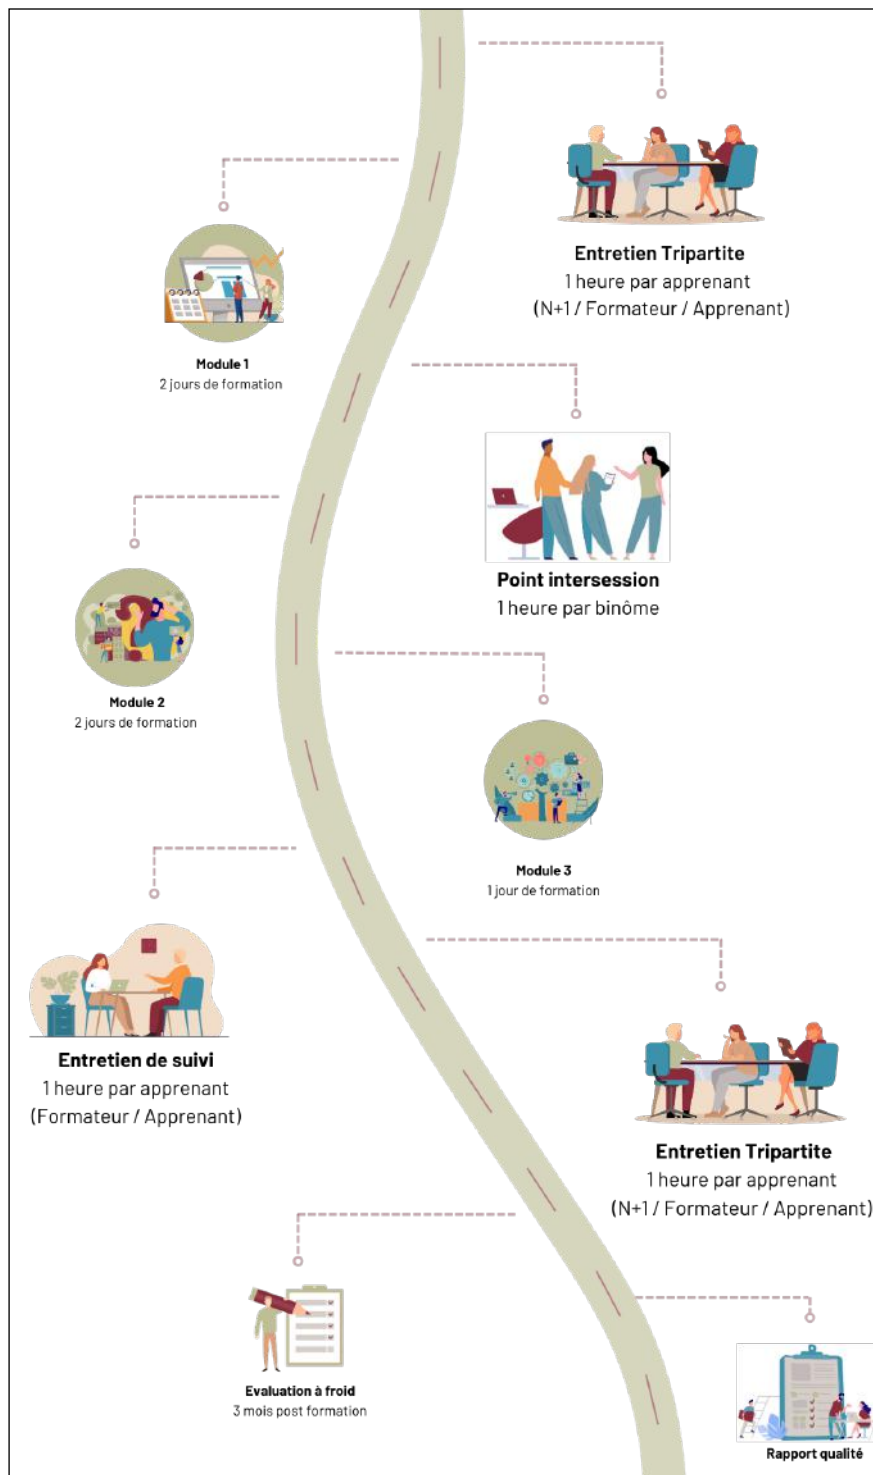 Entretien Tripartite
1 heure par apprenant
(N+1 / Formateur / Apprenant)
Module 1
2 jours de formation
Point intersession
1 heure par binôme
Module 2
2 jours de formation
Module 3
1 jour de formation
Entretien de suivi
1 heure par apprenant
(Formateur / Apprenant)
Entretien Tripartite
1 heure par apprenant
(N+1 / Formateur / Apprenant)
Evaluation à froid
3 mois post formation
Rapport qualité